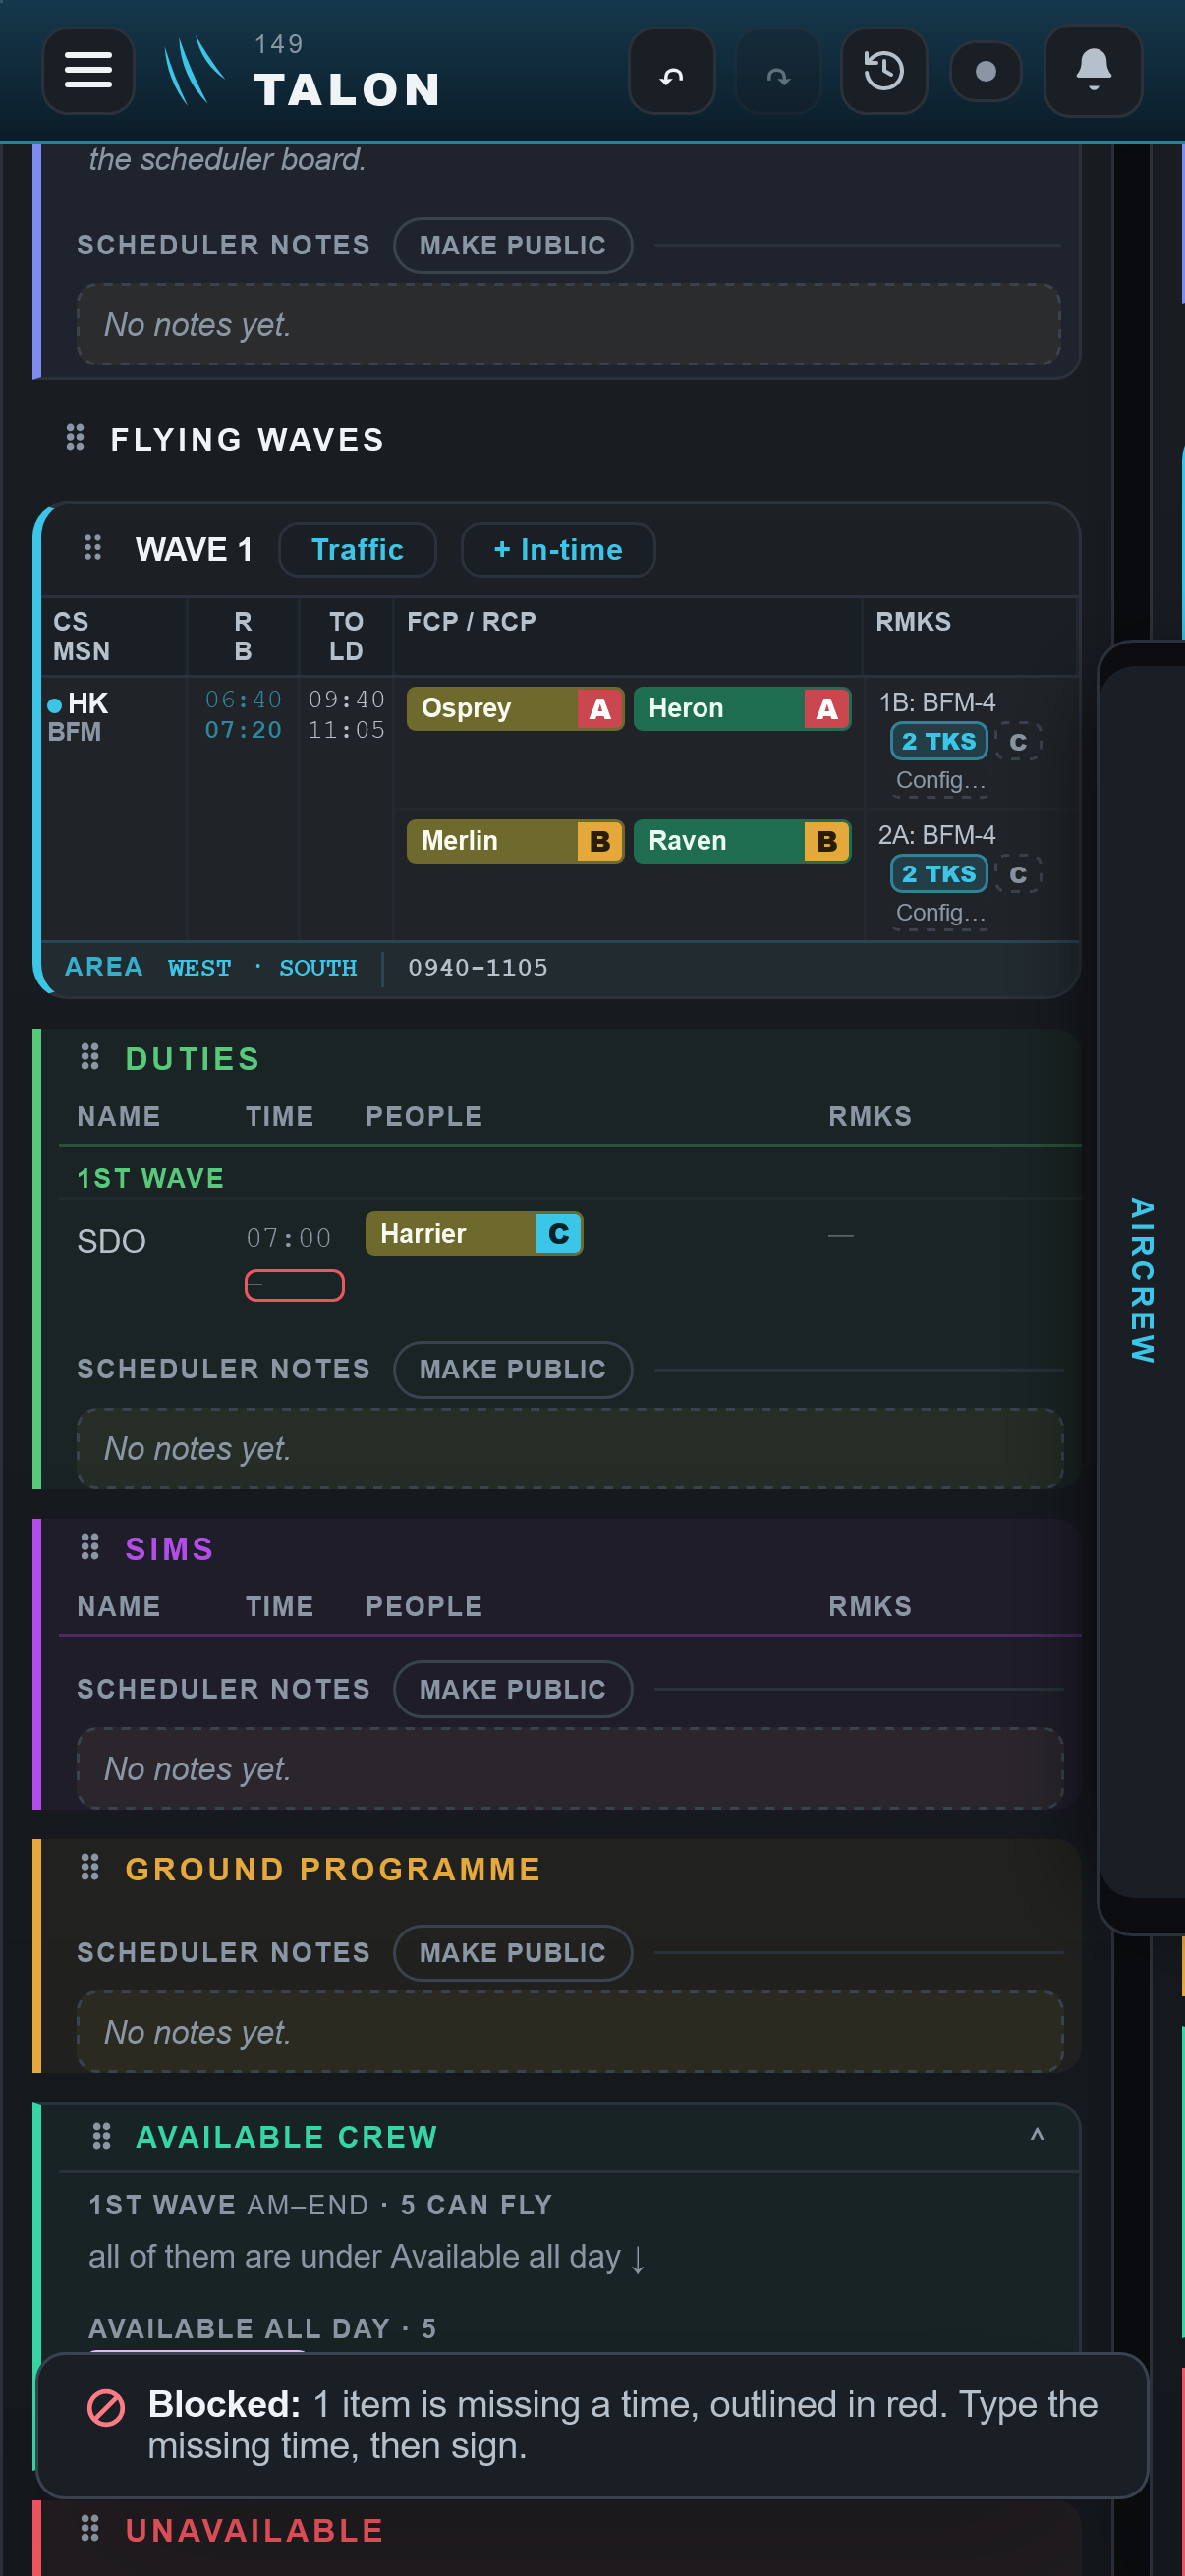 149
TALON
the scheduler board.
SCHEDULER NOTES MAKE PUBLIC
No notes yet.
FLYING WAVES
WAVE 1 Traffic + In-time
CS R TO FCP / RCP RMKS
MSN B LD
HK 06:40 09:40 Osprey A Heron A 1B: BFM-4
BFM 07:20 11:05 2 TKS C
Config...
Merlin B Raven B 2A: BFM-4
2 TKS C
Config...
AREA WEST · SOUTH 0940–1105
DUTIES
NAME TIME PEOPLE RMKS
1ST WAVE
SDO 07:00 Harrier C —
—
SCHEDULER NOTES MAKE PUBLIC
No notes yet.
SIMS
NAME TIME PEOPLE RMKS
SCHEDULER NOTES MAKE PUBLIC
No notes yet.
GROUND PROGRAMME
SCHEDULER NOTES MAKE PUBLIC
No notes yet.
AVAILABLE CREW
1ST WAVE AM–END · 5 CAN FLY
all of them are under Available all day ↓
AVAILABLE ALL DAY · 5
Blocked: 1 item is missing a time, outlined in red. Type the
missing time, then sign.
UNAVAILABLE
AIRCREW